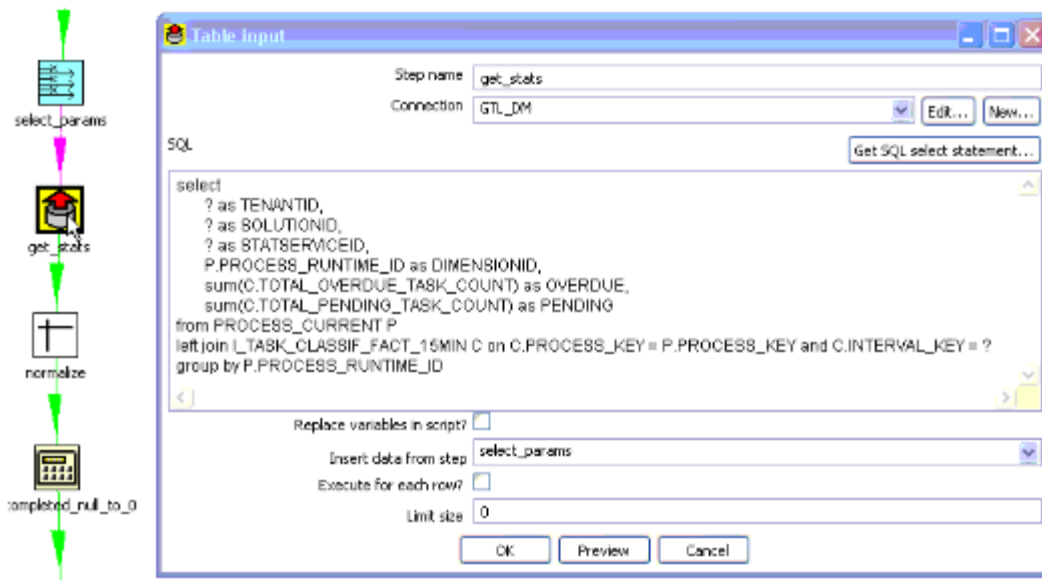 select_params
get_stats
normalize
completed_null_to_0
Table Input
Step name get_stats
Connection GTL_DM Edit... New...
SQL Get SQL select statement...
select
? as TENANTID,
? as SOLUTIONID,
? as STATSERVICEID,
P.PROCESS_RUNTIME_ID as DIMENSIONID,
sum(C.TOTAL_OVERDUE_TASK_COUNT) as OVERDUE,
sum(C.TOTAL_PENDING_TASK_COUNT) as PENDING
from PROCESS_CURRENT P
left join I_TASK_CLASSIF_FACT_15MIN C on C.PROCESS_KEY = P.PROCESS_KEY and C.INTERVAL_KEY = ?
group by P.PROCESS_RUNTIME_ID
Replace variables in script?
Insert data from step select_params
Execute for each row?
Limit size 0
OK Preview Cancel